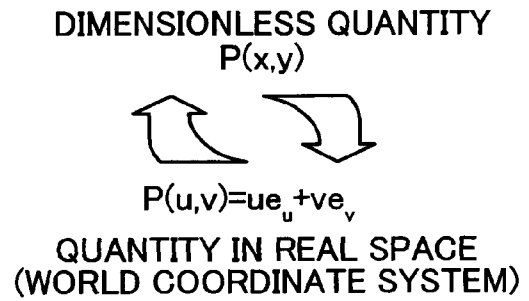 DIMENSIONLESS QUANTITY
P(x,y)
P(u,v)=ue_u+ve_v
QUANTITY IN REAL SPACE
(WORLD COORDINATE SYSTEM)